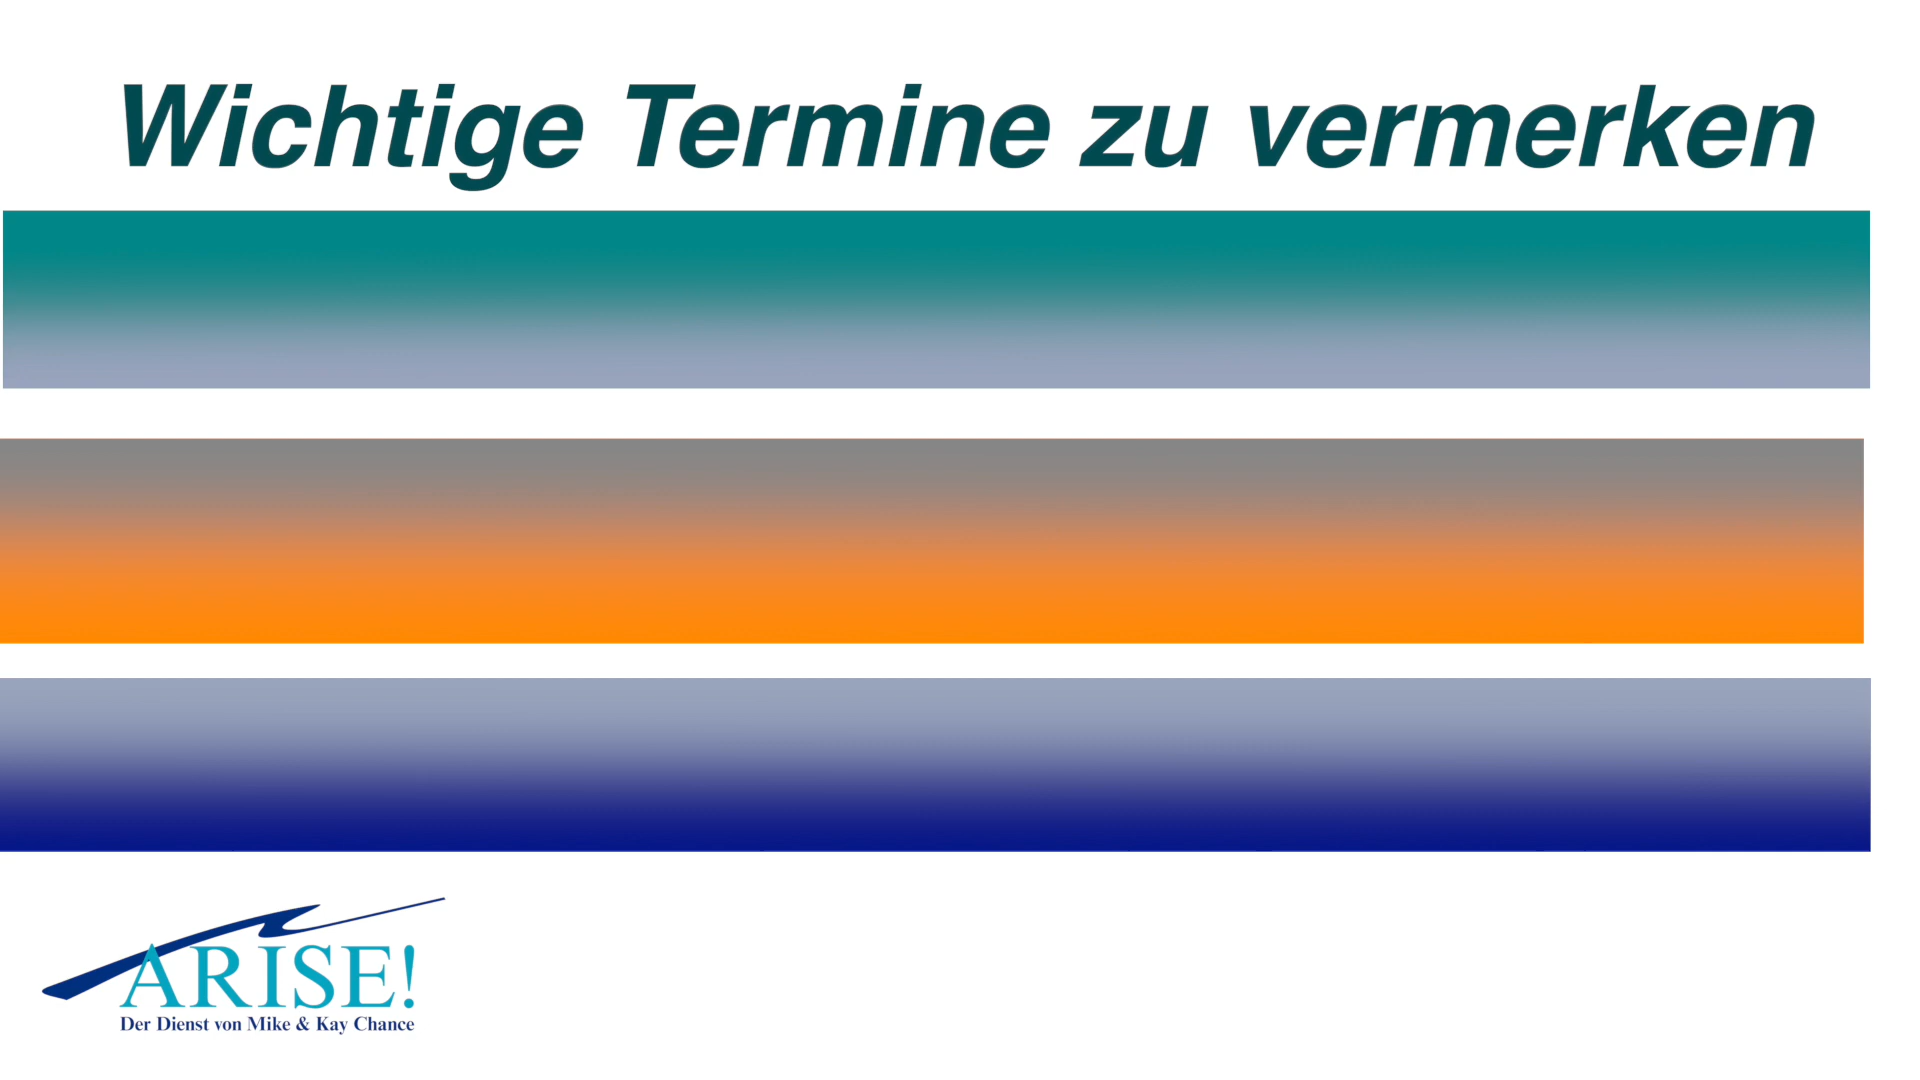 Wichtige Termine zu vermerken
ARISE!
Der Dienst von Mike & Kay Chance